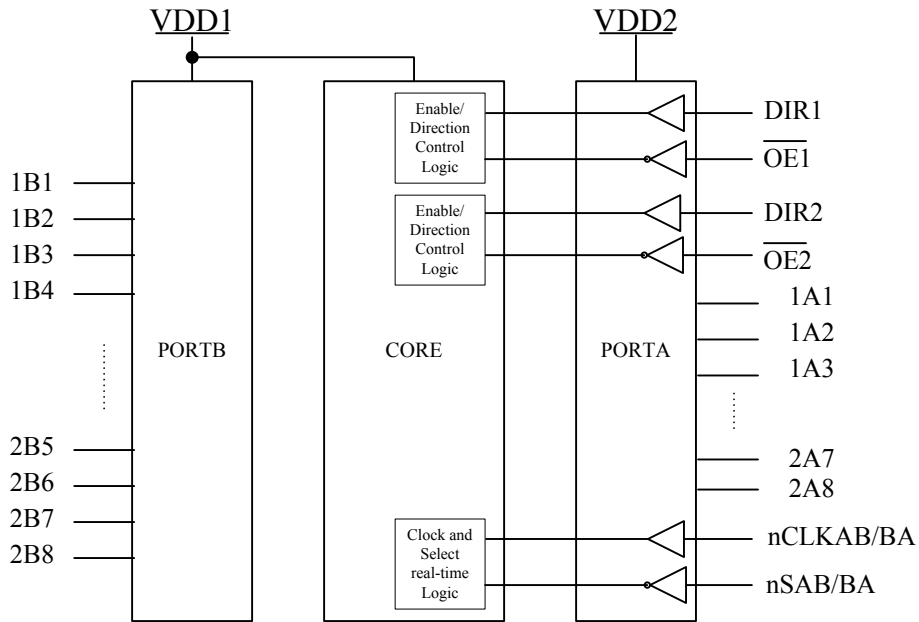 VDD1
VDD2
Enable/
Direction
Control
Logic
DIR1
OE1
1B1
1B2
1B3
1B4
Enable/
Direction
Control
Logic
DIR2
OE2
1A1
1A2
1A3
PORTB
CORE
PORTA
2B5
2B6
2B7
2B8
2A7
2A8
Clock and
Select
real-time
Logic
nCLKAB/BA
nSAB/BA